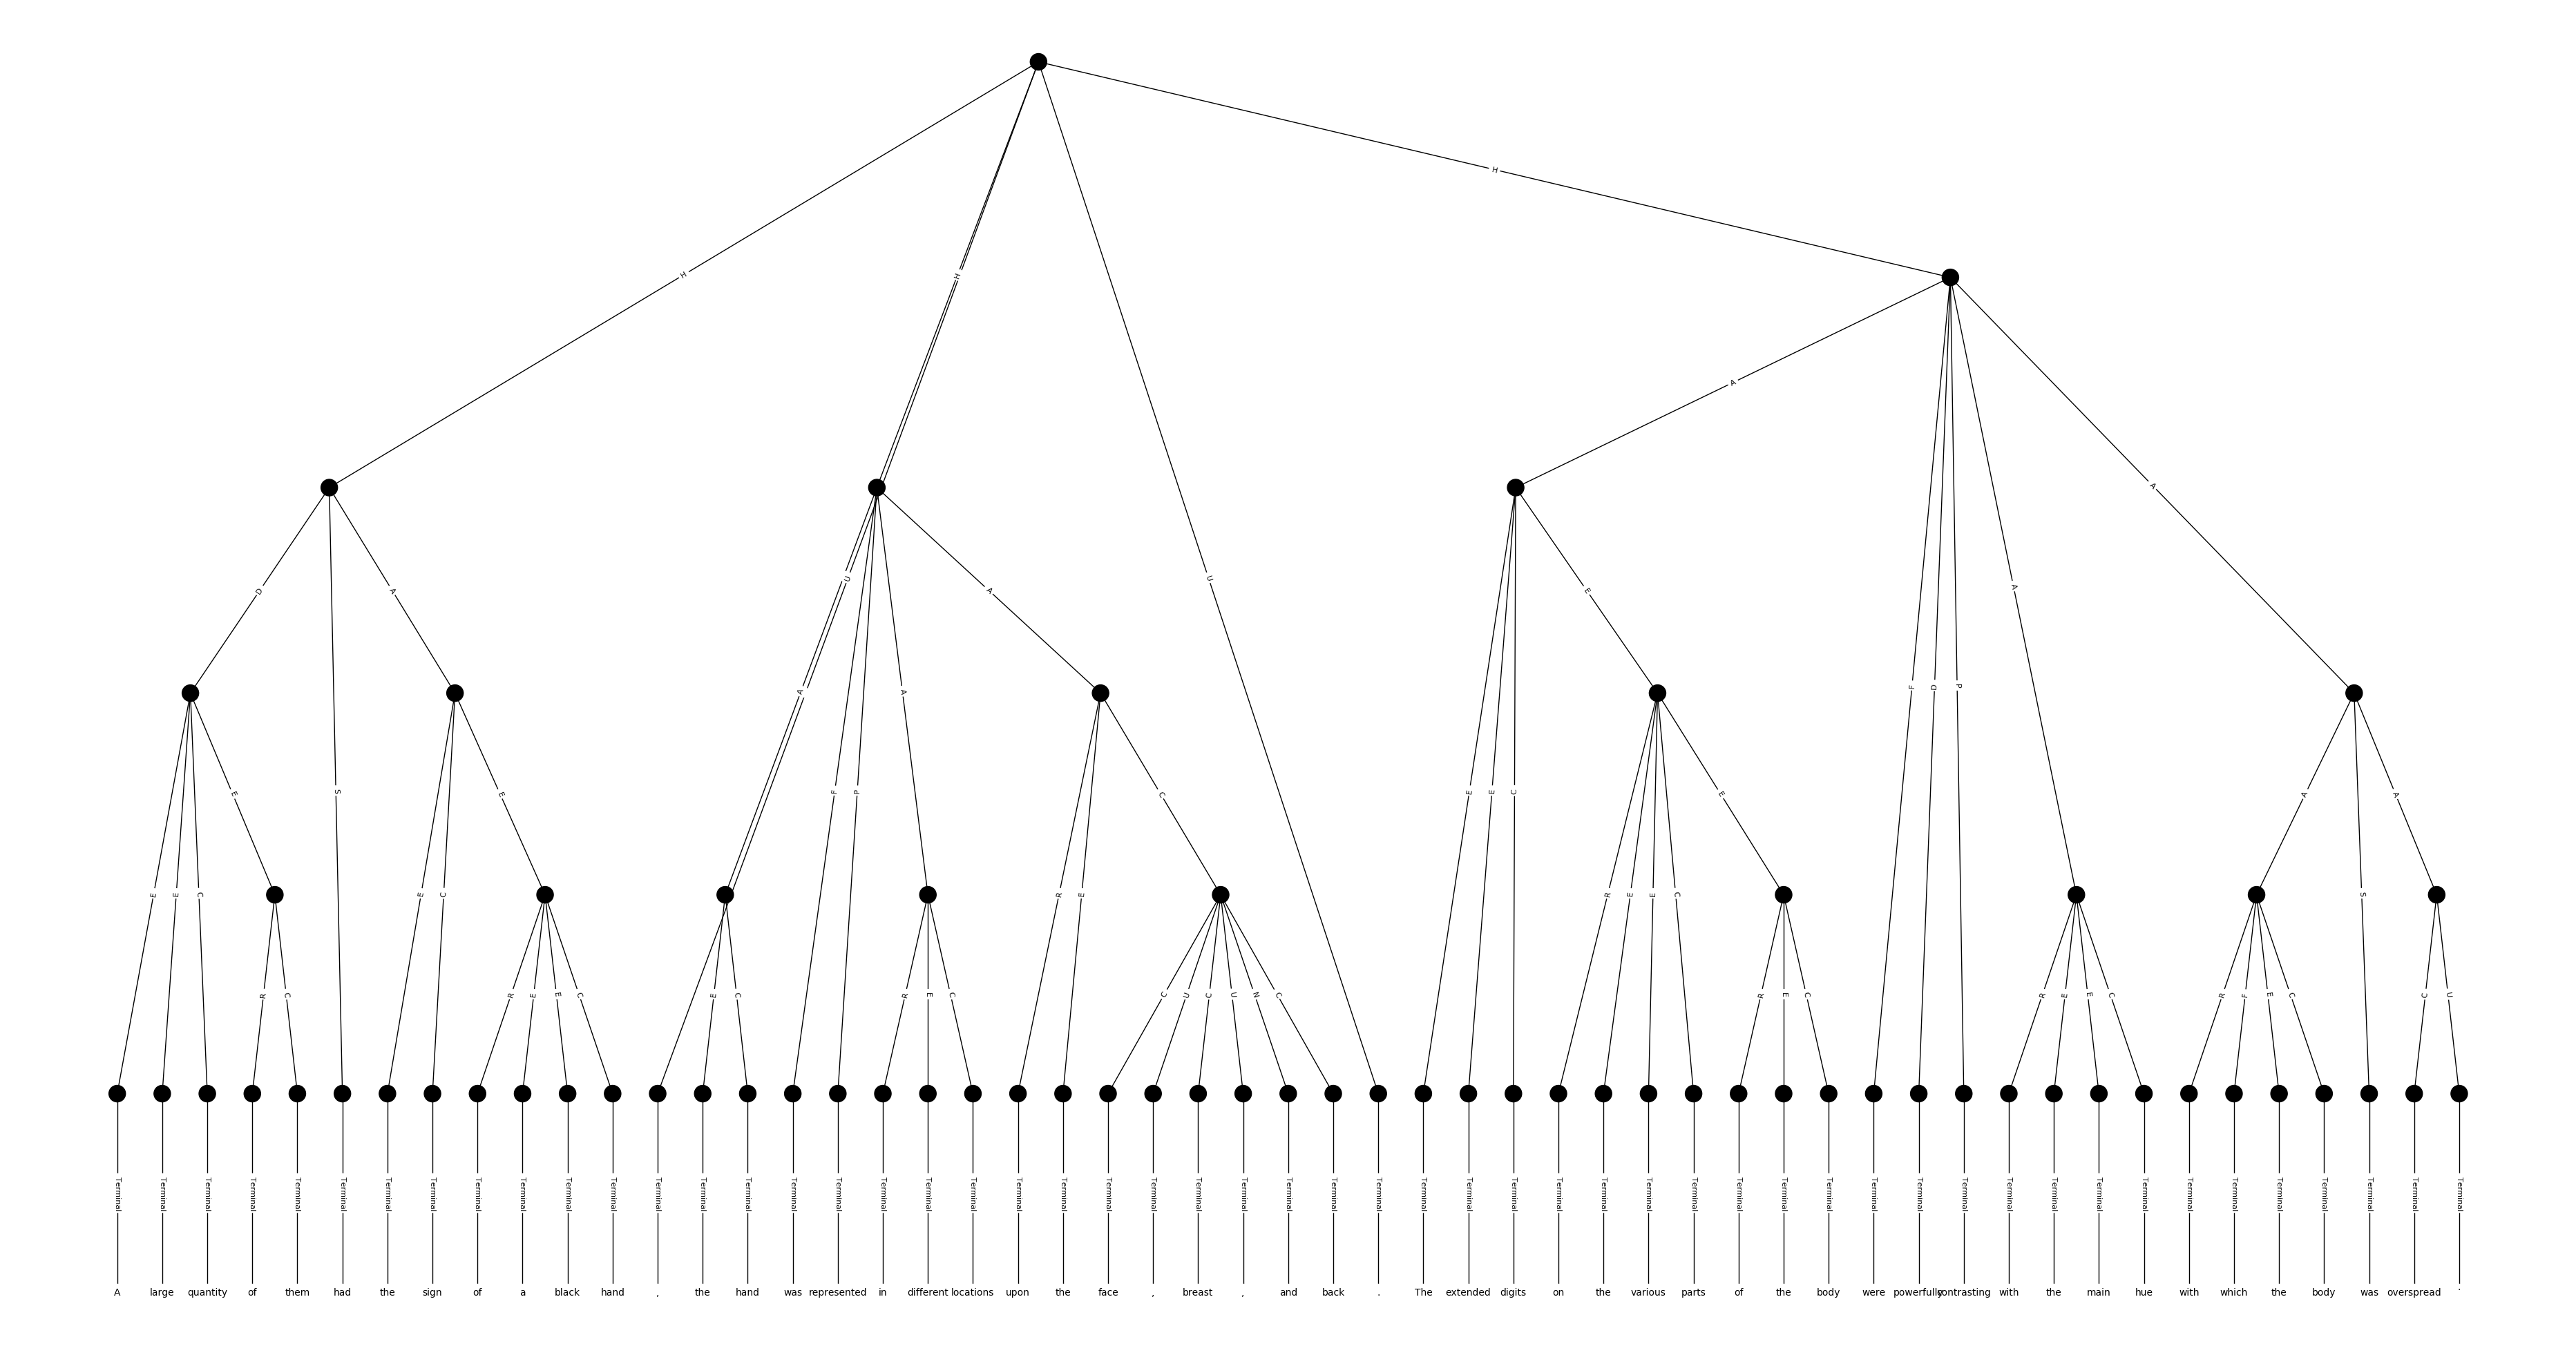 H
H
H
A
A
U
U
D
A
A
A
E
F
D
P
A
E
S
E
F
P
C
E
E
C
E
A
A
E
E
C
E
C
A
R
E
R
E
E
C
S
R
C
R
E
E
C
E
C
R
E
C
C
U
C
U
N
C
R
E
C
R
E
E
C
R
F
E
C
C
U
Terminal Terminal Terminal Terminal Terminal Terminal Terminal Terminal Terminal Terminal Terminal Terminal Terminal Terminal Terminal Terminal Terminal Terminal Terminal Terminal Terminal Terminal Terminal Terminal Terminal Terminal Terminal Terminal Terminal Terminal Terminal Terminal Terminal Terminal Terminal Terminal Terminal Terminal Terminal Terminal Terminal Terminal Terminal Terminal Terminal Terminal Terminal Terminal Terminal Terminal Terminal Terminal Terminal
A large quantity of them had the sign of a black hand , the hand was represented in different locations upon the face , breast , and back . The extended digits on the various parts of the body were powerfully contrasting with the main hue with which the body was overspread .